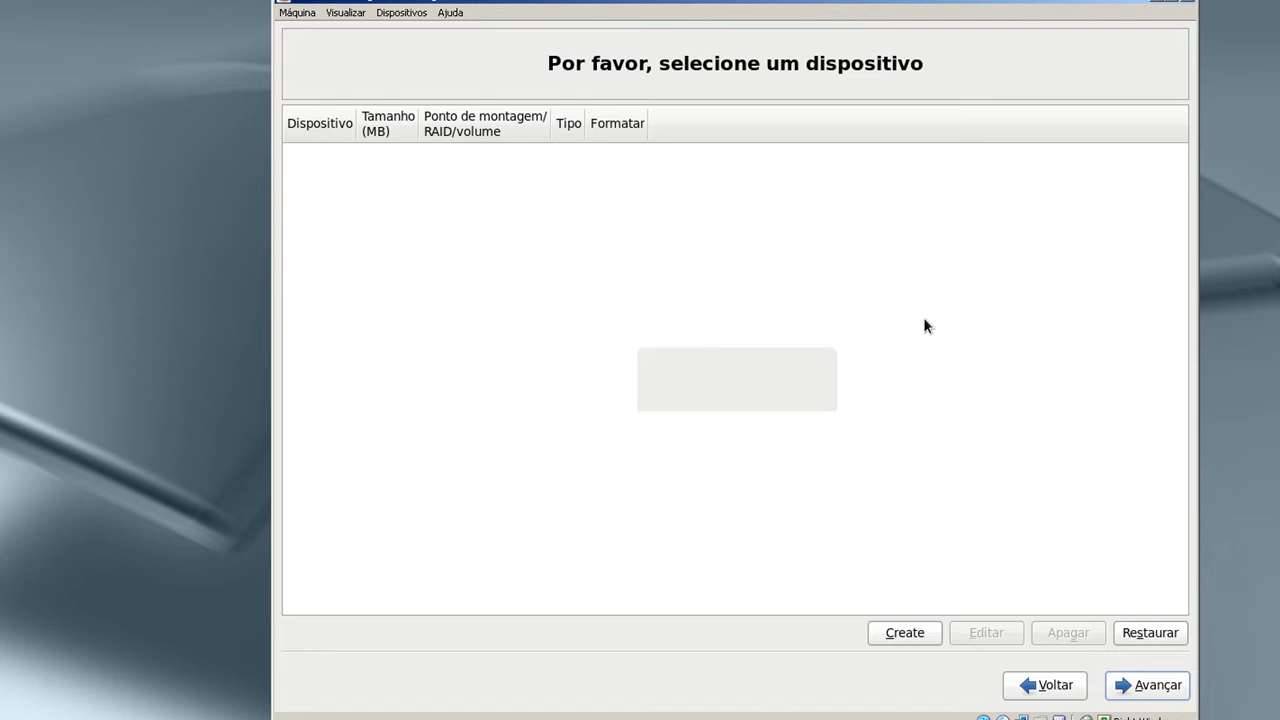 Máquina Visualizar Dispositivos Ajuda
Por favor, selecione um dispositivo
Dispositivo Tamanho (MB) Ponto de montagem/ RAID/volume Tipo Formatar
Create Editar Apagar Restaurar
Voltar Avançar